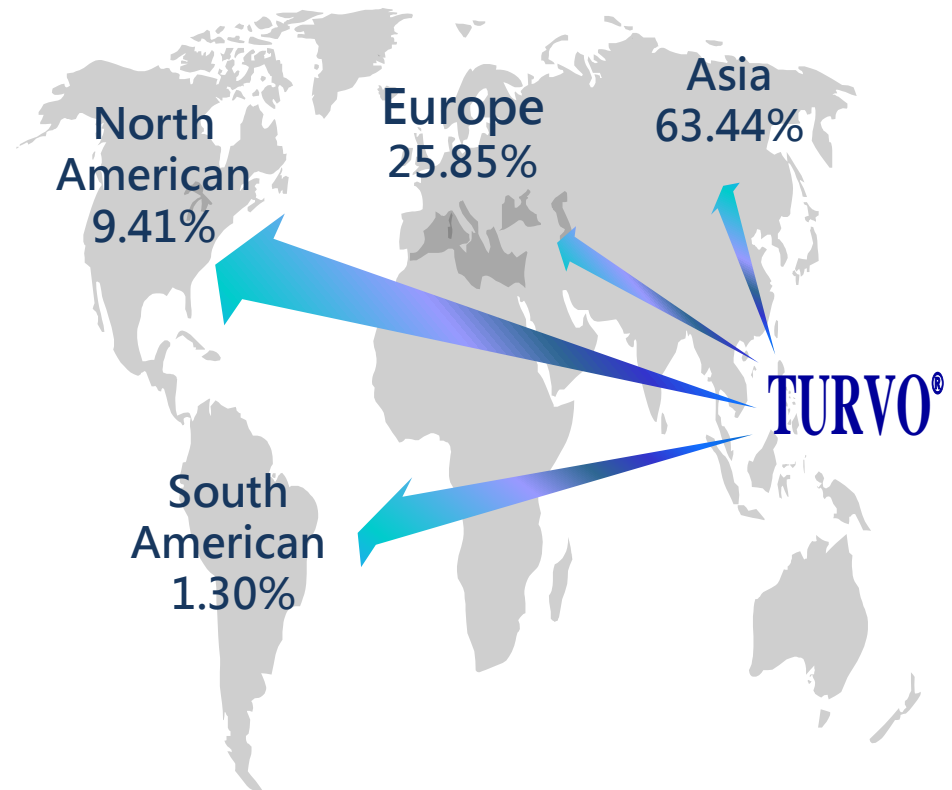 North
American
9.41%
Europe
25.85%
Asia
63.44%
TURVO®
South
American
1.30%